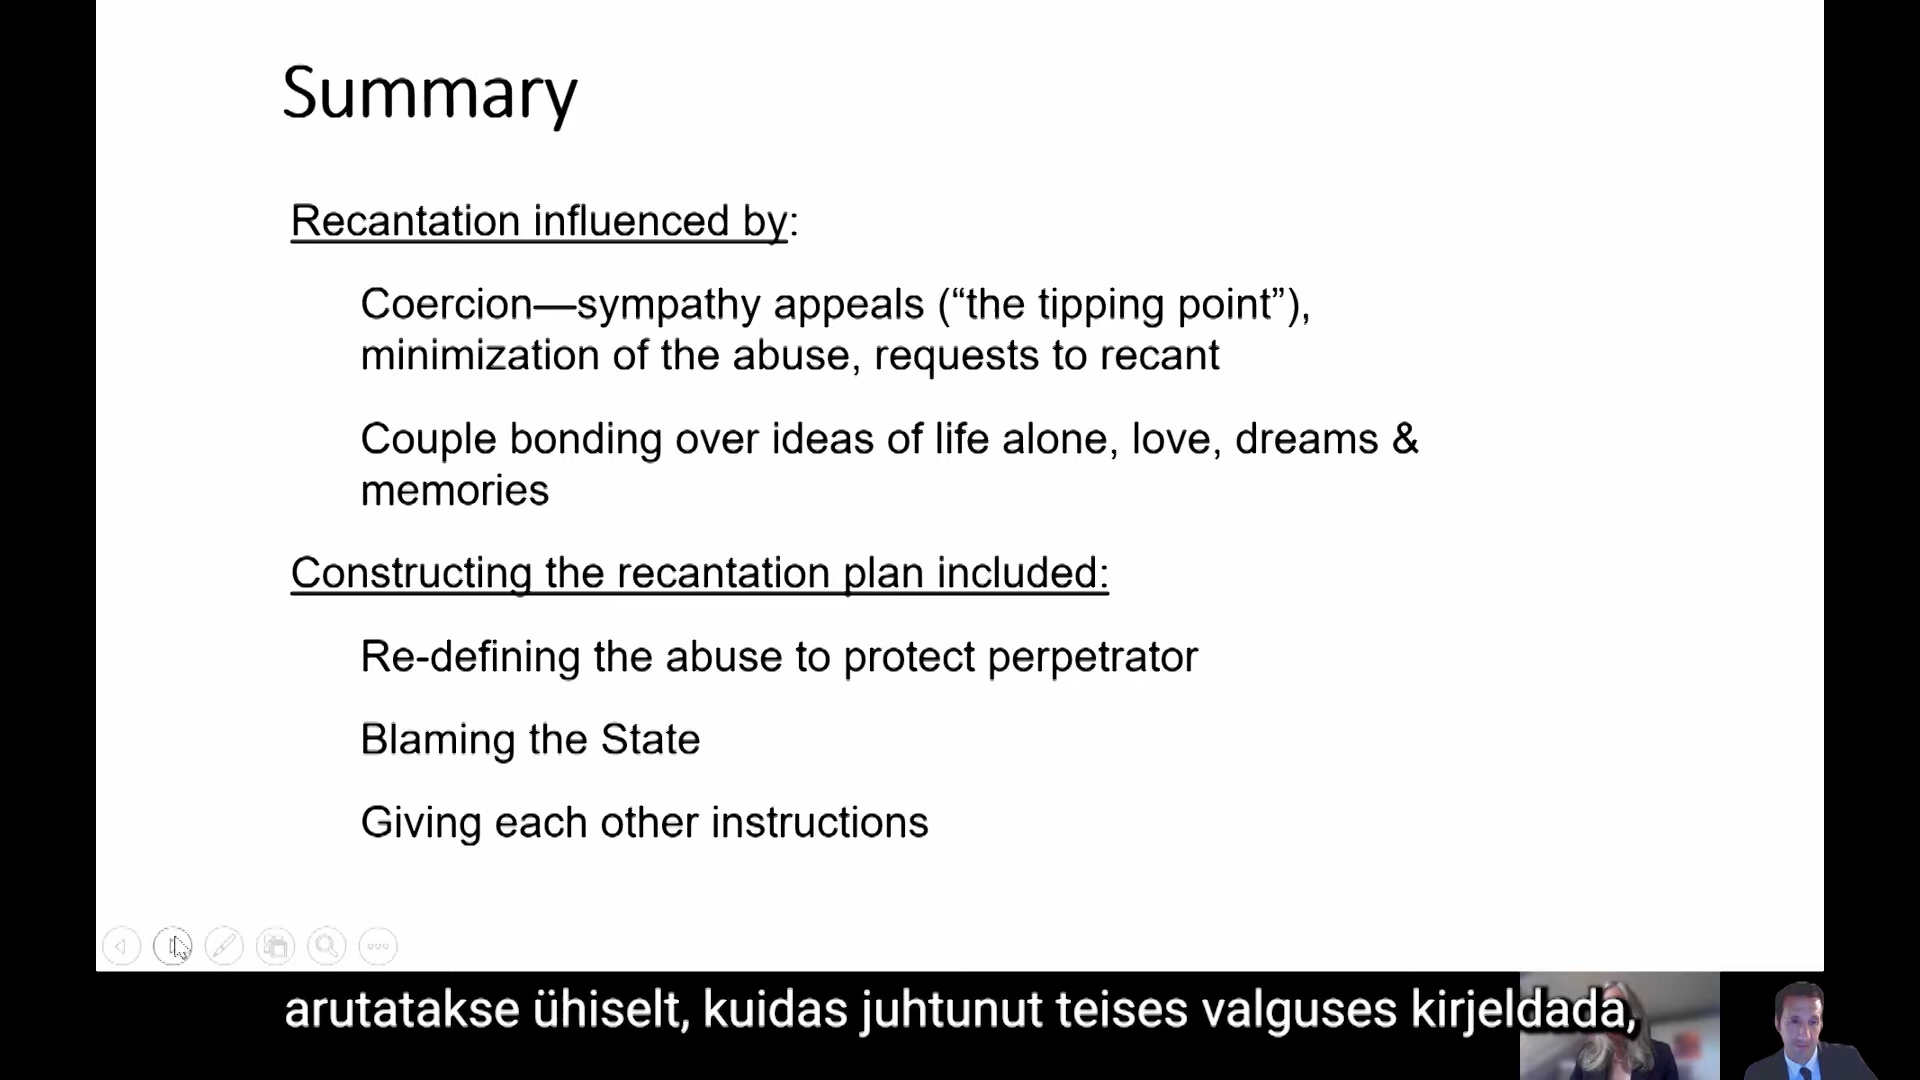 Summary
Recantation influenced by:
Coercion—sympathy appeals (“the tipping point”),
minimization of the abuse, requests to recant
Couple bonding over ideas of life alone, love, dreams &
memories
Constructing the recantation plan included:
Re-defining the abuse to protect perpetrator
Blaming the State
Giving each other instructions
arutatakse ühiselt, kuidas juhtunut teises valguses kirjeldada,